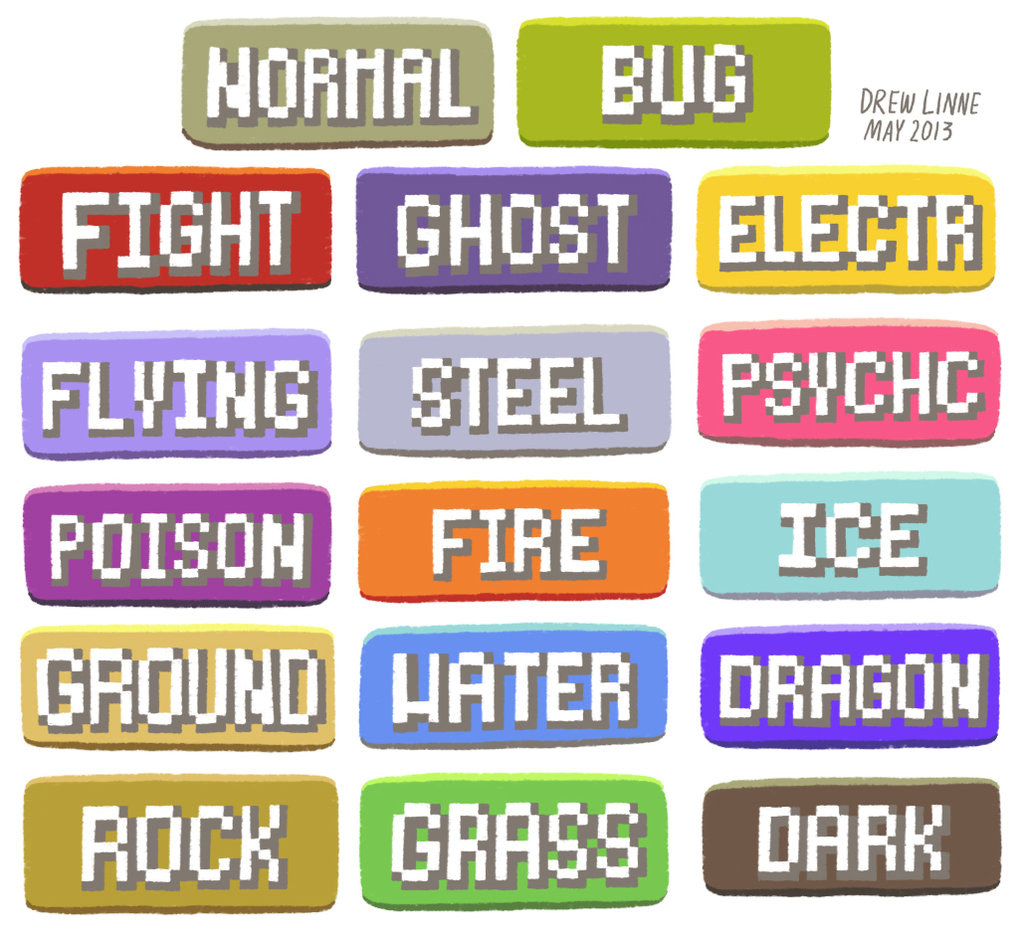 NORMAL
BUG
DREW LINNE
MAY 2013
FIGHT
GHOST
ELECTR
FLYING
STEEL
PSYCHC
POISON
FIRE
ICE
GROUND
WATER
DRAGON
ROCK
GRASS
DARK